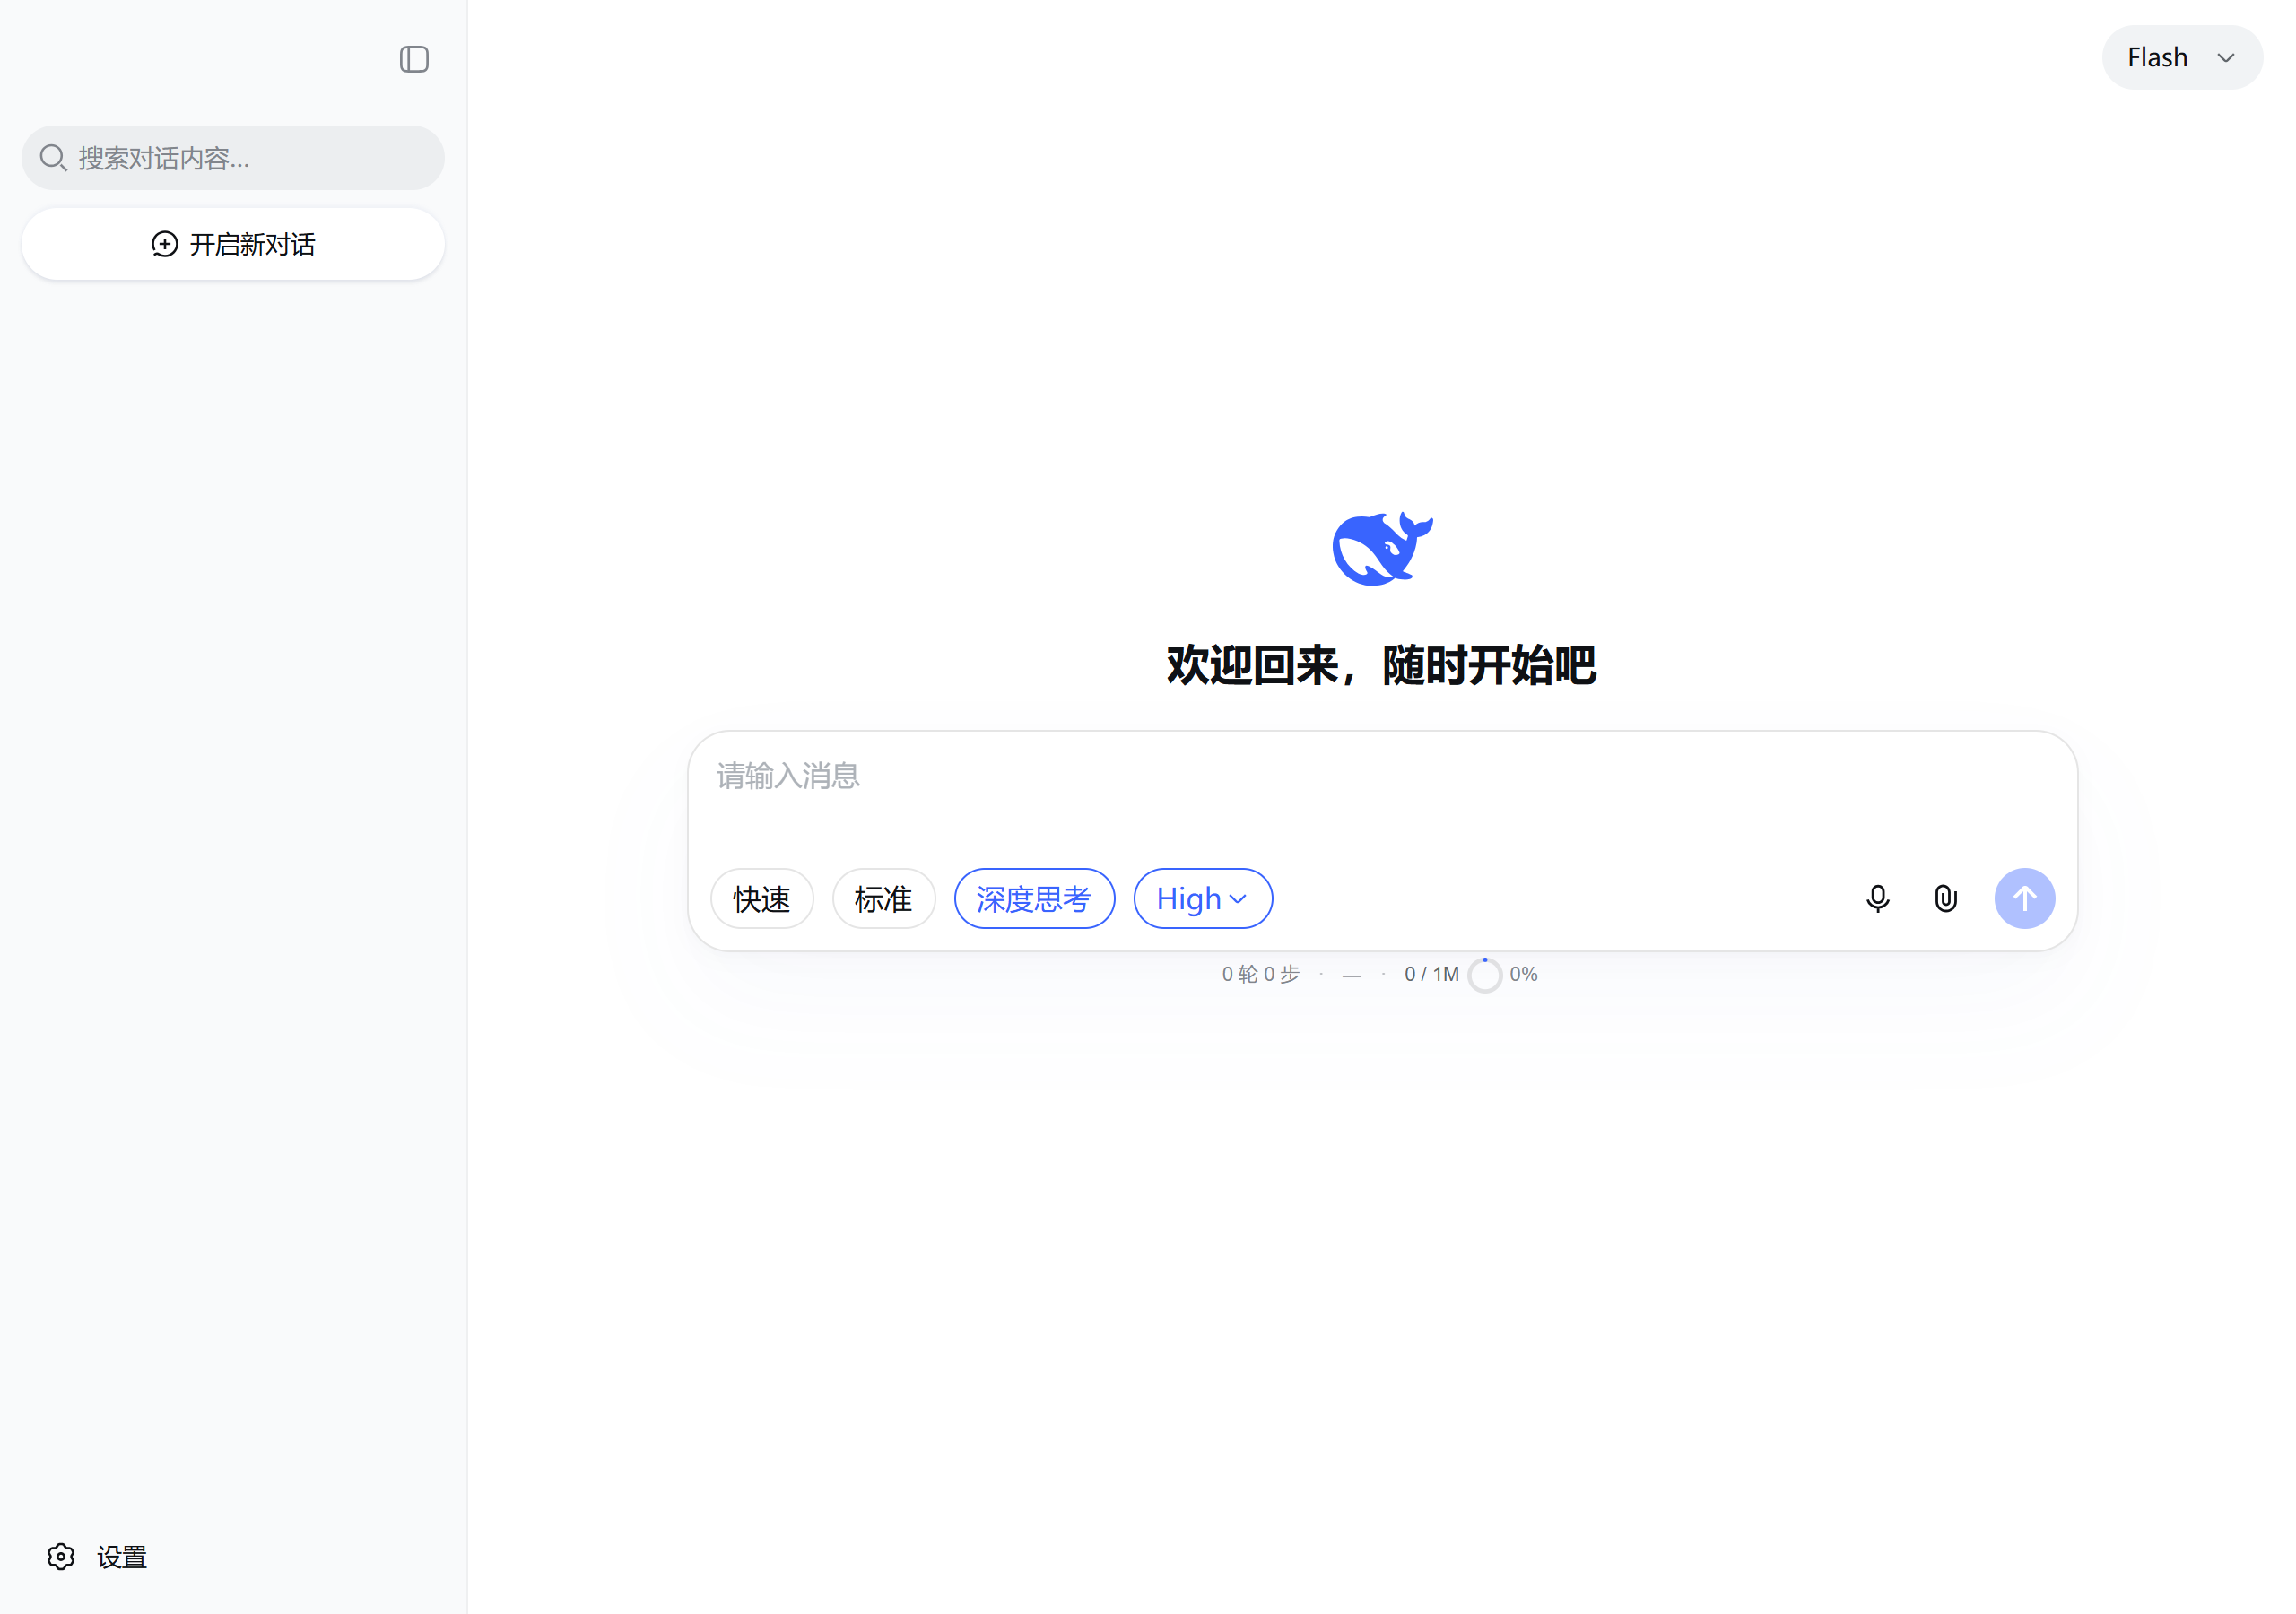 Flash
搜索对话内容...
开启新对话
欢迎回来，随时开始吧
请输入消息
快速
标准
深度思考
High
0 轮 0 步 · — · 0 / 1M 0%
设置